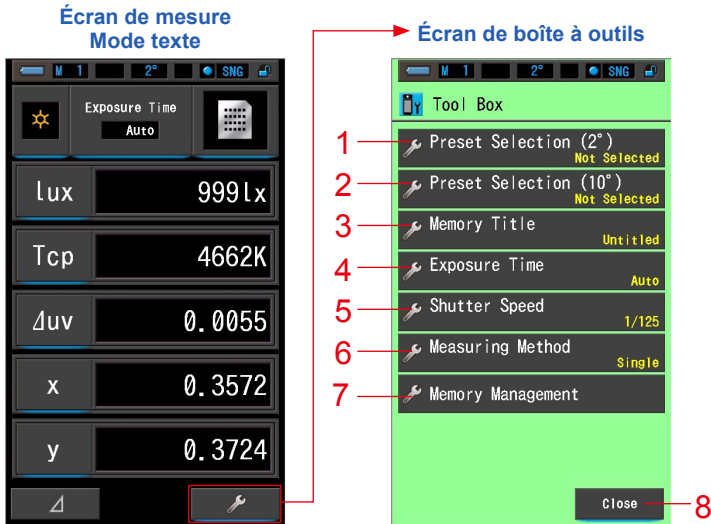 Écran de mesure
Mode texte
M 1 2° SNG
Exposure Time
Auto
lux 999lx
Tcp 4662K
⊿uv 0.0055
x 0.3572
y 0.3724
⊿
Écran de boîte à outils
M 1 2° SNG
Tool Box
1 Preset Selection (2°)
Not Selected
2 Preset Selection (10°)
Not Selected
3 Memory Title
Untitled
4 Exposure Time
Auto
5 Shutter Speed
1/125
6 Measuring Method
Single
7 Memory Management
Close 8